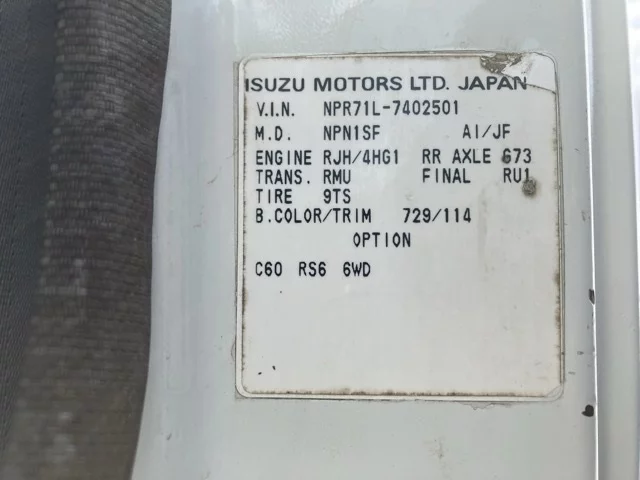 ISUZU MOTORS LTD. JAPAN
V.I.N. NPR71L-7402501
M.D. NPN1SF AI/JF
ENGINE RJH/4HG1 RR AXLE G73
TRANS. RMU FINAL RU1
TIRE 9TS
B.COLOR/TRIM 729/114
OPTION
C60 RS6 6WD